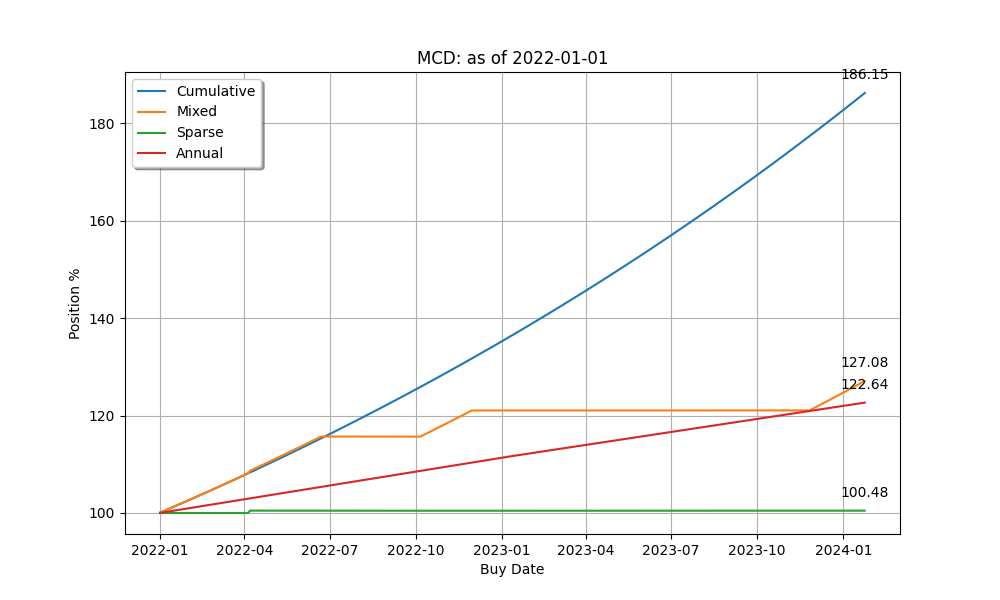 MCD: as of 2022-01-01
186.15
Cumulative
Mixed
Sparse
Annual
180
160
140
120
100
Position %
127.08
122.64
100.48
2022-01 2022-04 2022-07 2022-10 2023-01 2023-04 2023-07 2023-10 2024-01
Buy Date